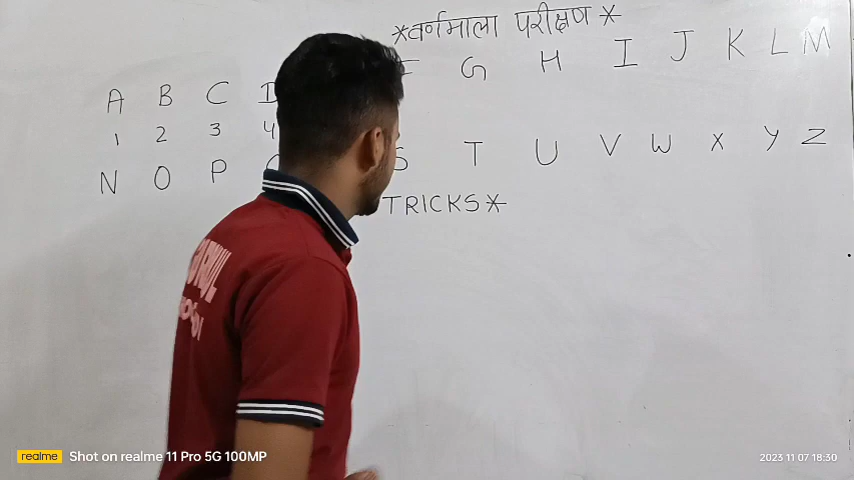 *वर्णमाला परीक्षण *
A B C D F G H I J K L M
1 2 3 4
N O P S T U V W X Y Z
TRICKS*
realme Shot on realme 11 Pro 5G 100MP
2023 11 07 18:30